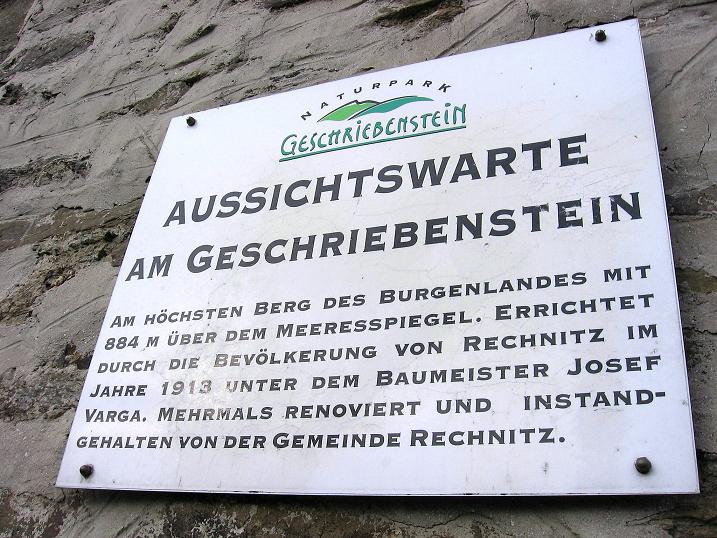 NATURPARK
GESCHRIEBENSTEIN
AUSSICHTSWARTE
AM GESCHRIEBENSTEIN
AM HÖCHSTEN BERG DES BURGENLANDES MIT
884 M ÜBER DEM MEERESSPIEGEL. ERRICHTET
DURCH DIE BEVÖLKERUNG VON RECHNITZ IM
JAHRE 1913 UNTER DEM BAUMEISTER JOSEF
VARGA. MEHRMALS RENOVIERT UND INSTAND-
GEHALTEN VON DER GEMEINDE RECHNITZ.